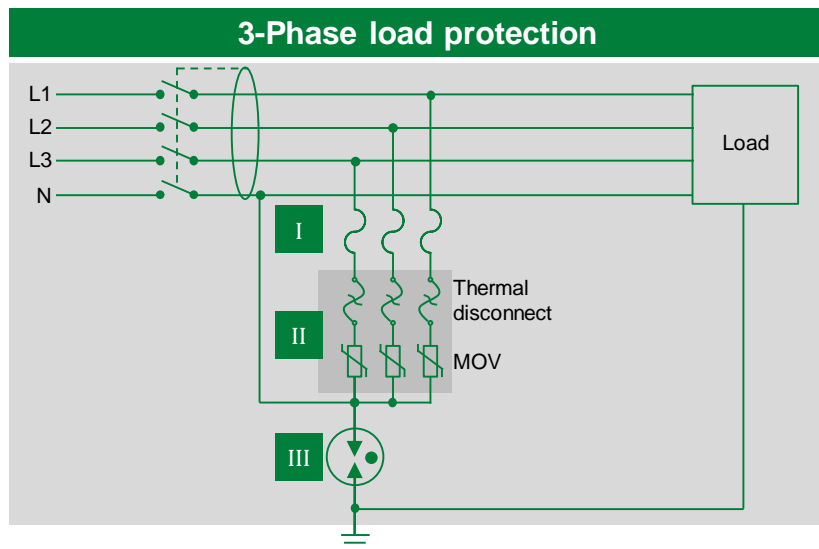 3-Phase load protection
L1
L2
L3
N
Load
I
Thermal
disconnect
II
MOV
III